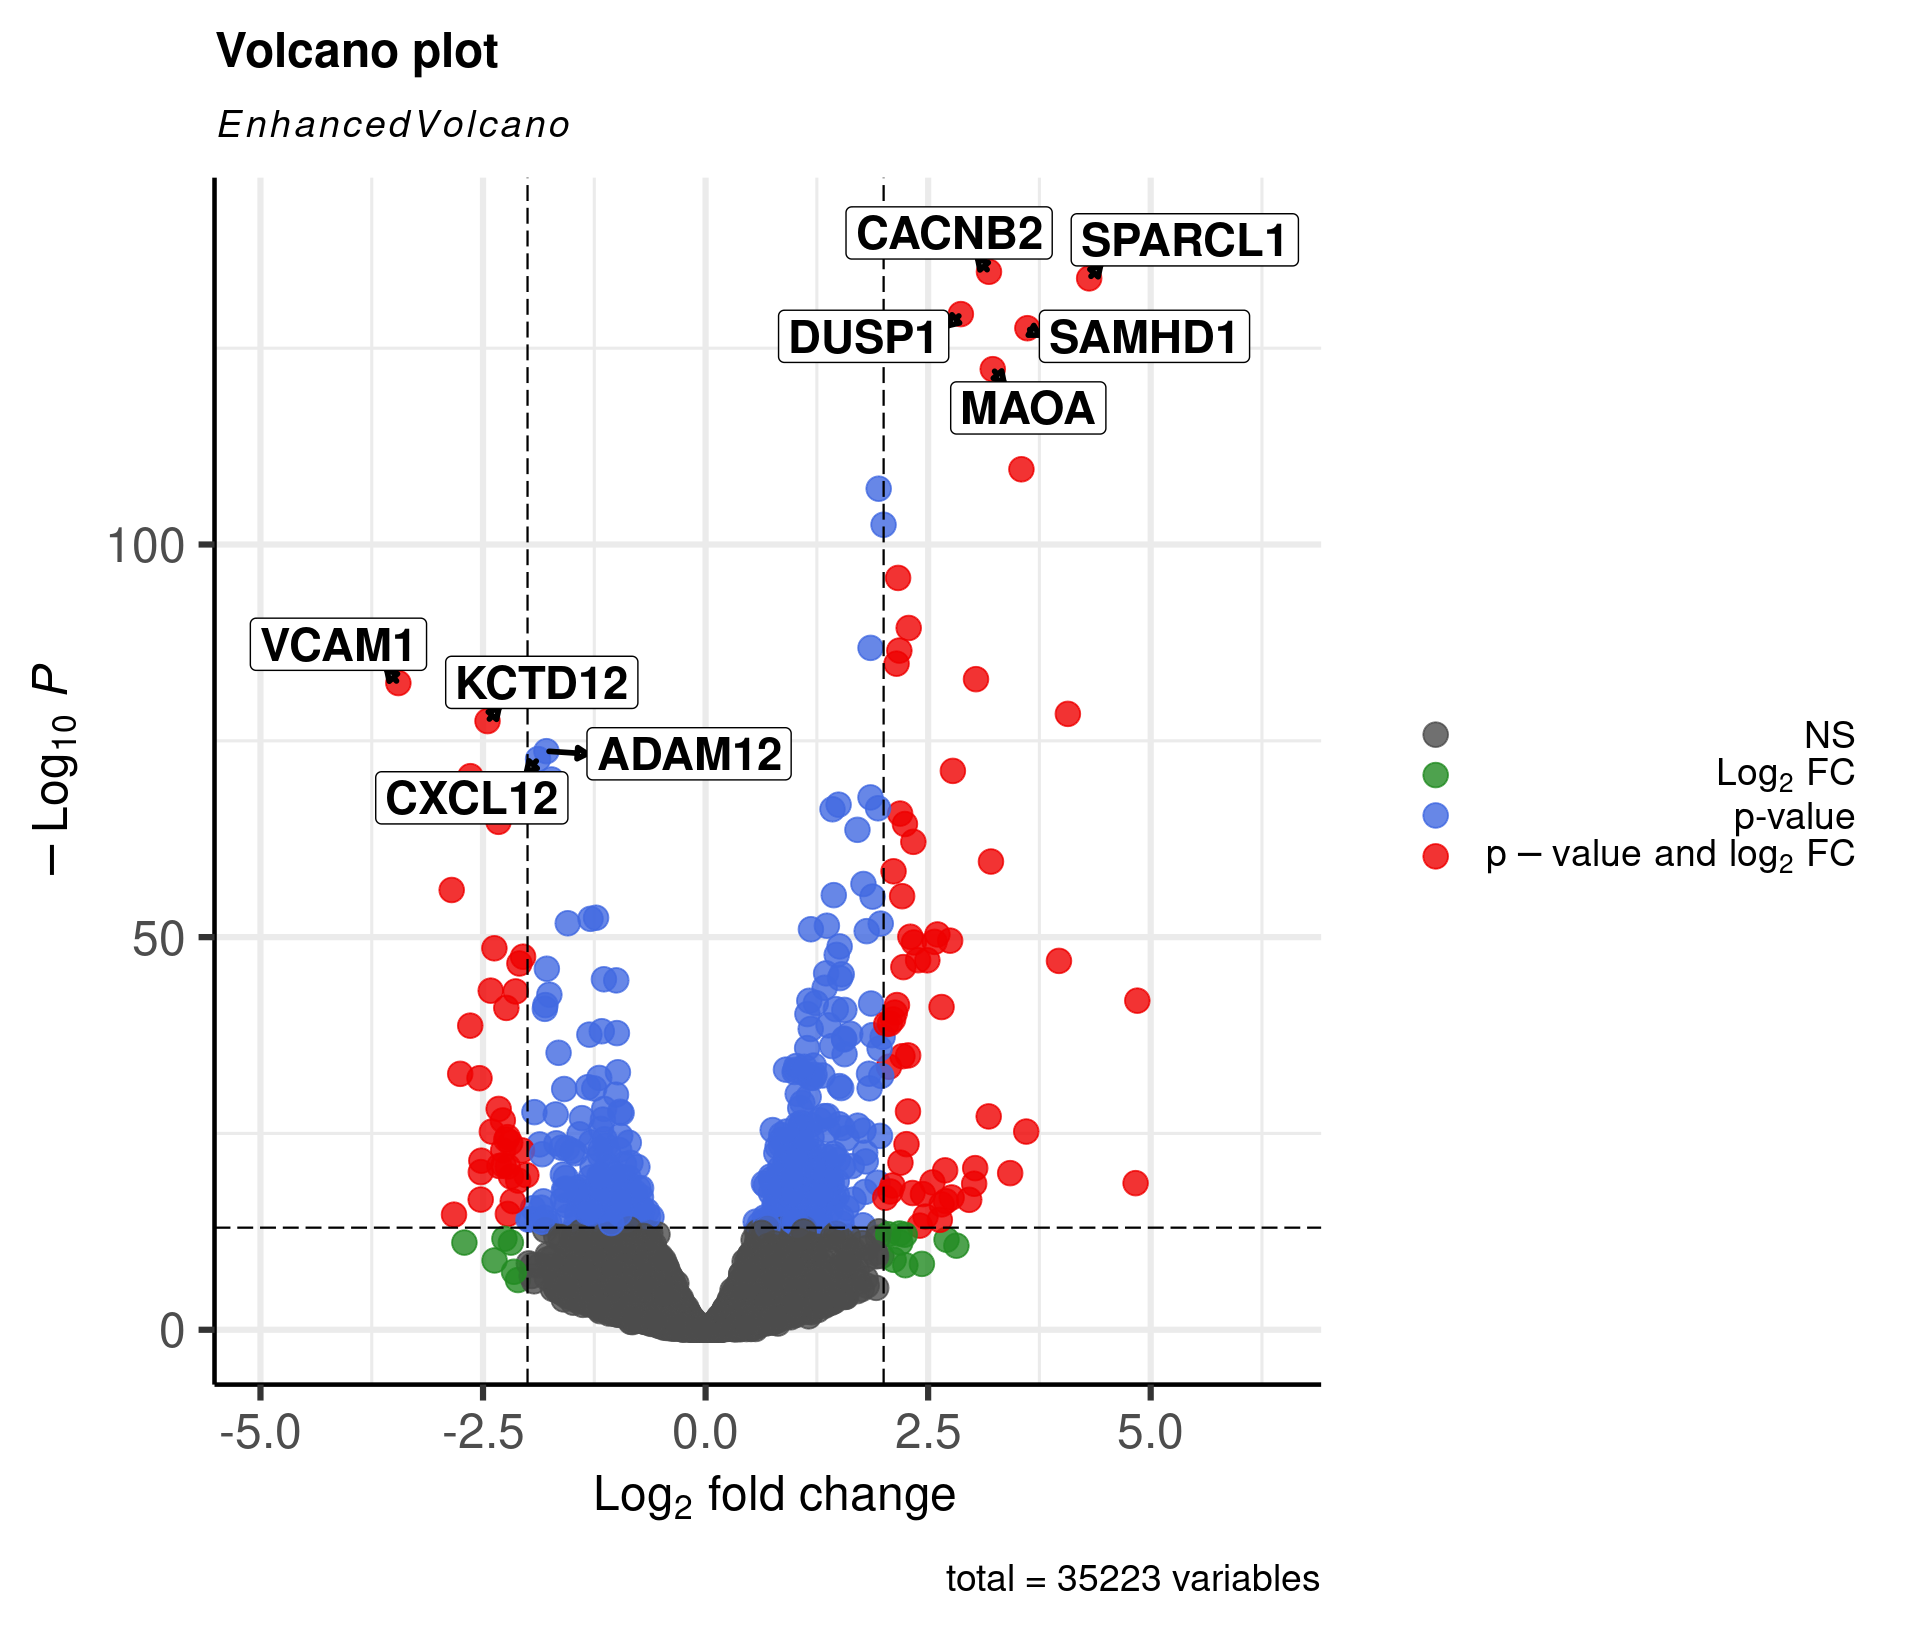 Volcano plot
EnhancedVolcano
CACNB2
SPARCL1
DUSP1
SAMHD1
MAOA
VCAM1
KCTD12
ADAM12
CXCL12
100
50
0
−Log₁₀ P
-5.0 -2.5 0.0 2.5 5.0
Log₂ fold change
NS
Log₂ FC
p-value
p − value and log₂ FC
total = 35223 variables